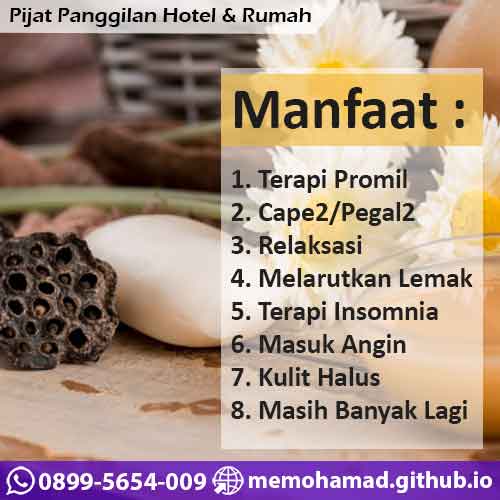 Pijat Panggilan Hotel & Rumah
Manfaat :
1. Terapi Promil
2. Cape2/Pegal2
3. Relaksasi
4. Melarutkan Lemak
5. Terapi Insomnia
6. Masuk Angin
7. Kulit Halus
8. Masih Banyak Lagi
0899-5654-009 memohamad.github.io